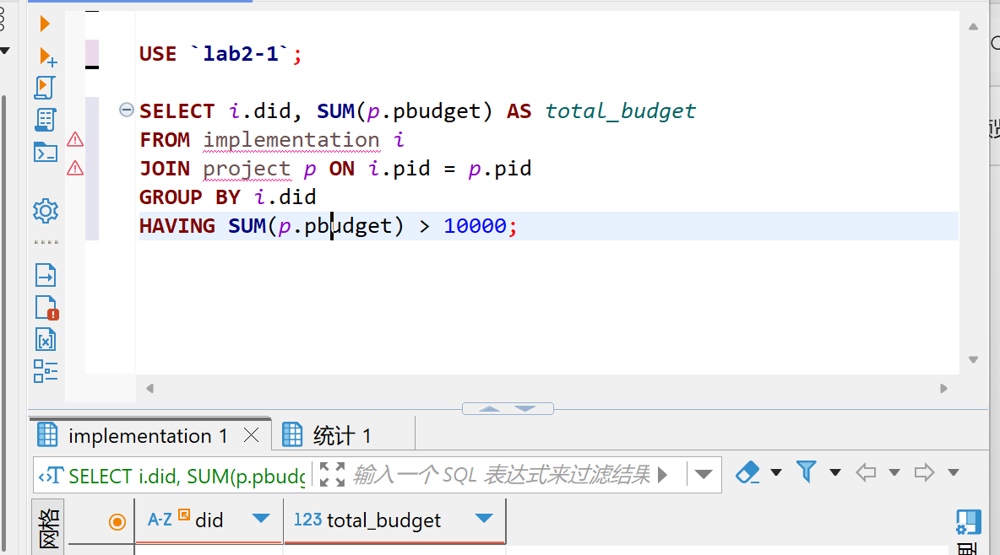 USE `lab2-1`;
SELECT i.did, SUM(p.pbudget) AS total_budget
FROM implementation i
JOIN project p ON i.pid = p.pid
GROUP BY i.did
HAVING SUM(p.pbudget) > 10000;
implementation 1
统计 1
SELECT i.did, SUM(p.pbudg
输入一个 SQL 表达式来过滤结果
网格
A-Z did
123 total_budget